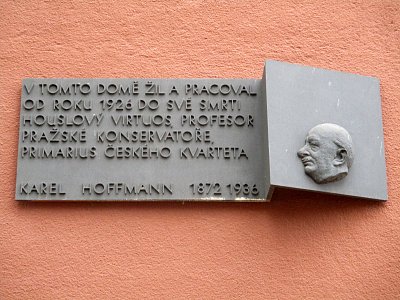 V TOMTO DOMĚ ŽIL A PRACOVAL
OD ROKU 1926 DO SVÉ SMRTI
HOUSLOVÝ VIRTUOS, PROFESOR
PRAŽSKÉ KONSERVATOŘE,
PRIMARIUS ČESKÉHO KVARTETA
KAREL HOFFMANN 1872 1936